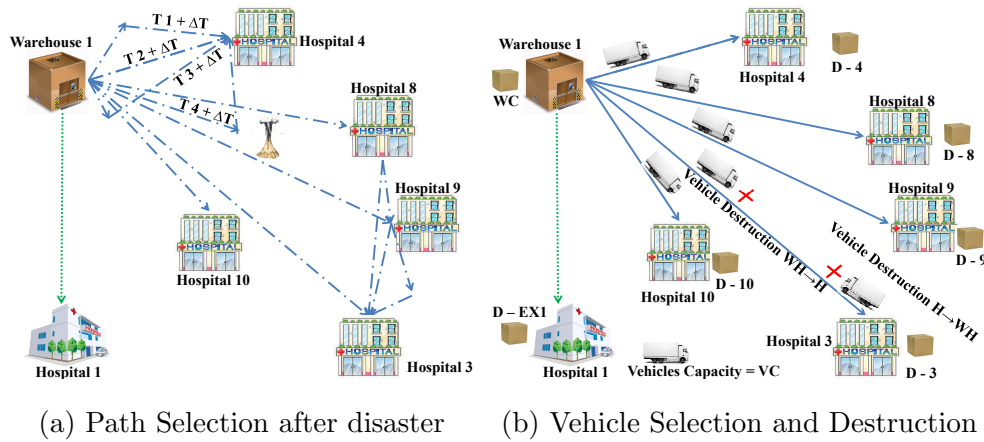 T 1 + ΔT
Warehouse 1
HOSPITAL
Hospital 4
T 2 + ΔT
T 3 + ΔT
T 4 + ΔT
Hospital 8
HOSPITAL
Hospital 9
HOSPITAL
HOSPITAL
Hospital 10
HOSPITAL
Hospital 3
Hospital 1
(a) Path Selection after disaster
Warehouse 1
WC
HOSPITAL
Hospital 4
D - 4
Hospital 8
HOSPITAL
D - 8
Hospital 9
HOSPITAL
D - 9
Vehicle Destruction WH→H
Vehicle Destruction H→WH
HOSPITAL
Hospital 10
D - 10
D – EX1
Hospital 1
Vehicles Capacity = VC
Hospital 3
HOSPITAL
D - 3
(b) Vehicle Selection and Destruction